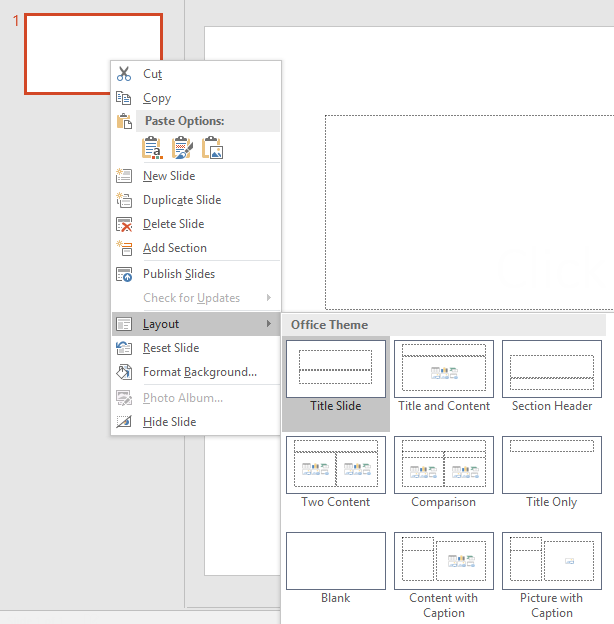 1
Cut
Copy
Paste Options:
New Slide
Duplicate Slide
Delete Slide
Add Section
Publish Slides
Check for Updates
Layout
Reset Slide
Format Background...
Photo Album...
Hide Slide
Office Theme
Title Slide
Title and Content
Section Header
Two Content
Comparison
Title Only
Blank
Content with
Caption
Picture with
Caption